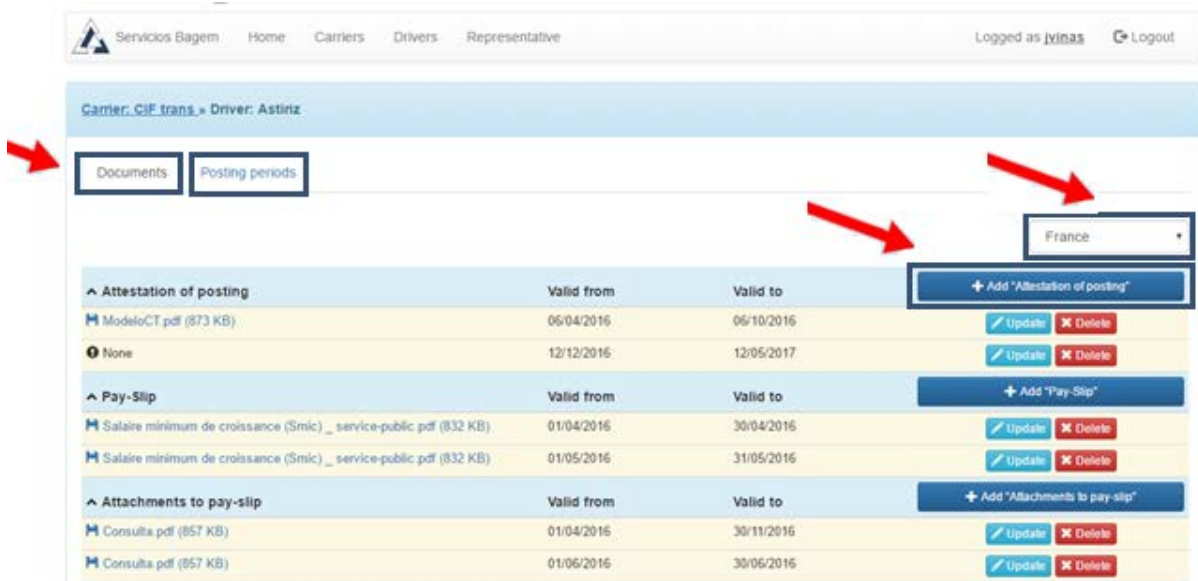 Servicios Bagem Home Carriers Drivers Representative Logged as jvinas Logout
Carrier: CIF trans » Driver: Astiriz
Documents Posting periods
France
Attestation of posting Valid from Valid to + Add "Attestation of posting"
ModeloCT.pdf (873 KB) 06/04/2016 06/10/2016 Update Delete
None 12/12/2016 12/05/2017 Update Delete
Pay-Slip Valid from Valid to + Add "Pay-Slip"
Salaire minimum de croissance (Smic) _ service-public.pdf (832 KB) 01/04/2016 30/04/2016 Update Delete
Salaire minimum de croissance (Smic) _ service-public.pdf (832 KB) 01/05/2016 31/05/2016 Update Delete
Attachments to pay-slip Valid from Valid to + Add "Attachments to pay-slip"
Consulta.pdf (857 KB) 01/04/2016 30/11/2016 Update Delete
Consulta.pdf (857 KB) 01/06/2016 30/06/2016 Update Delete